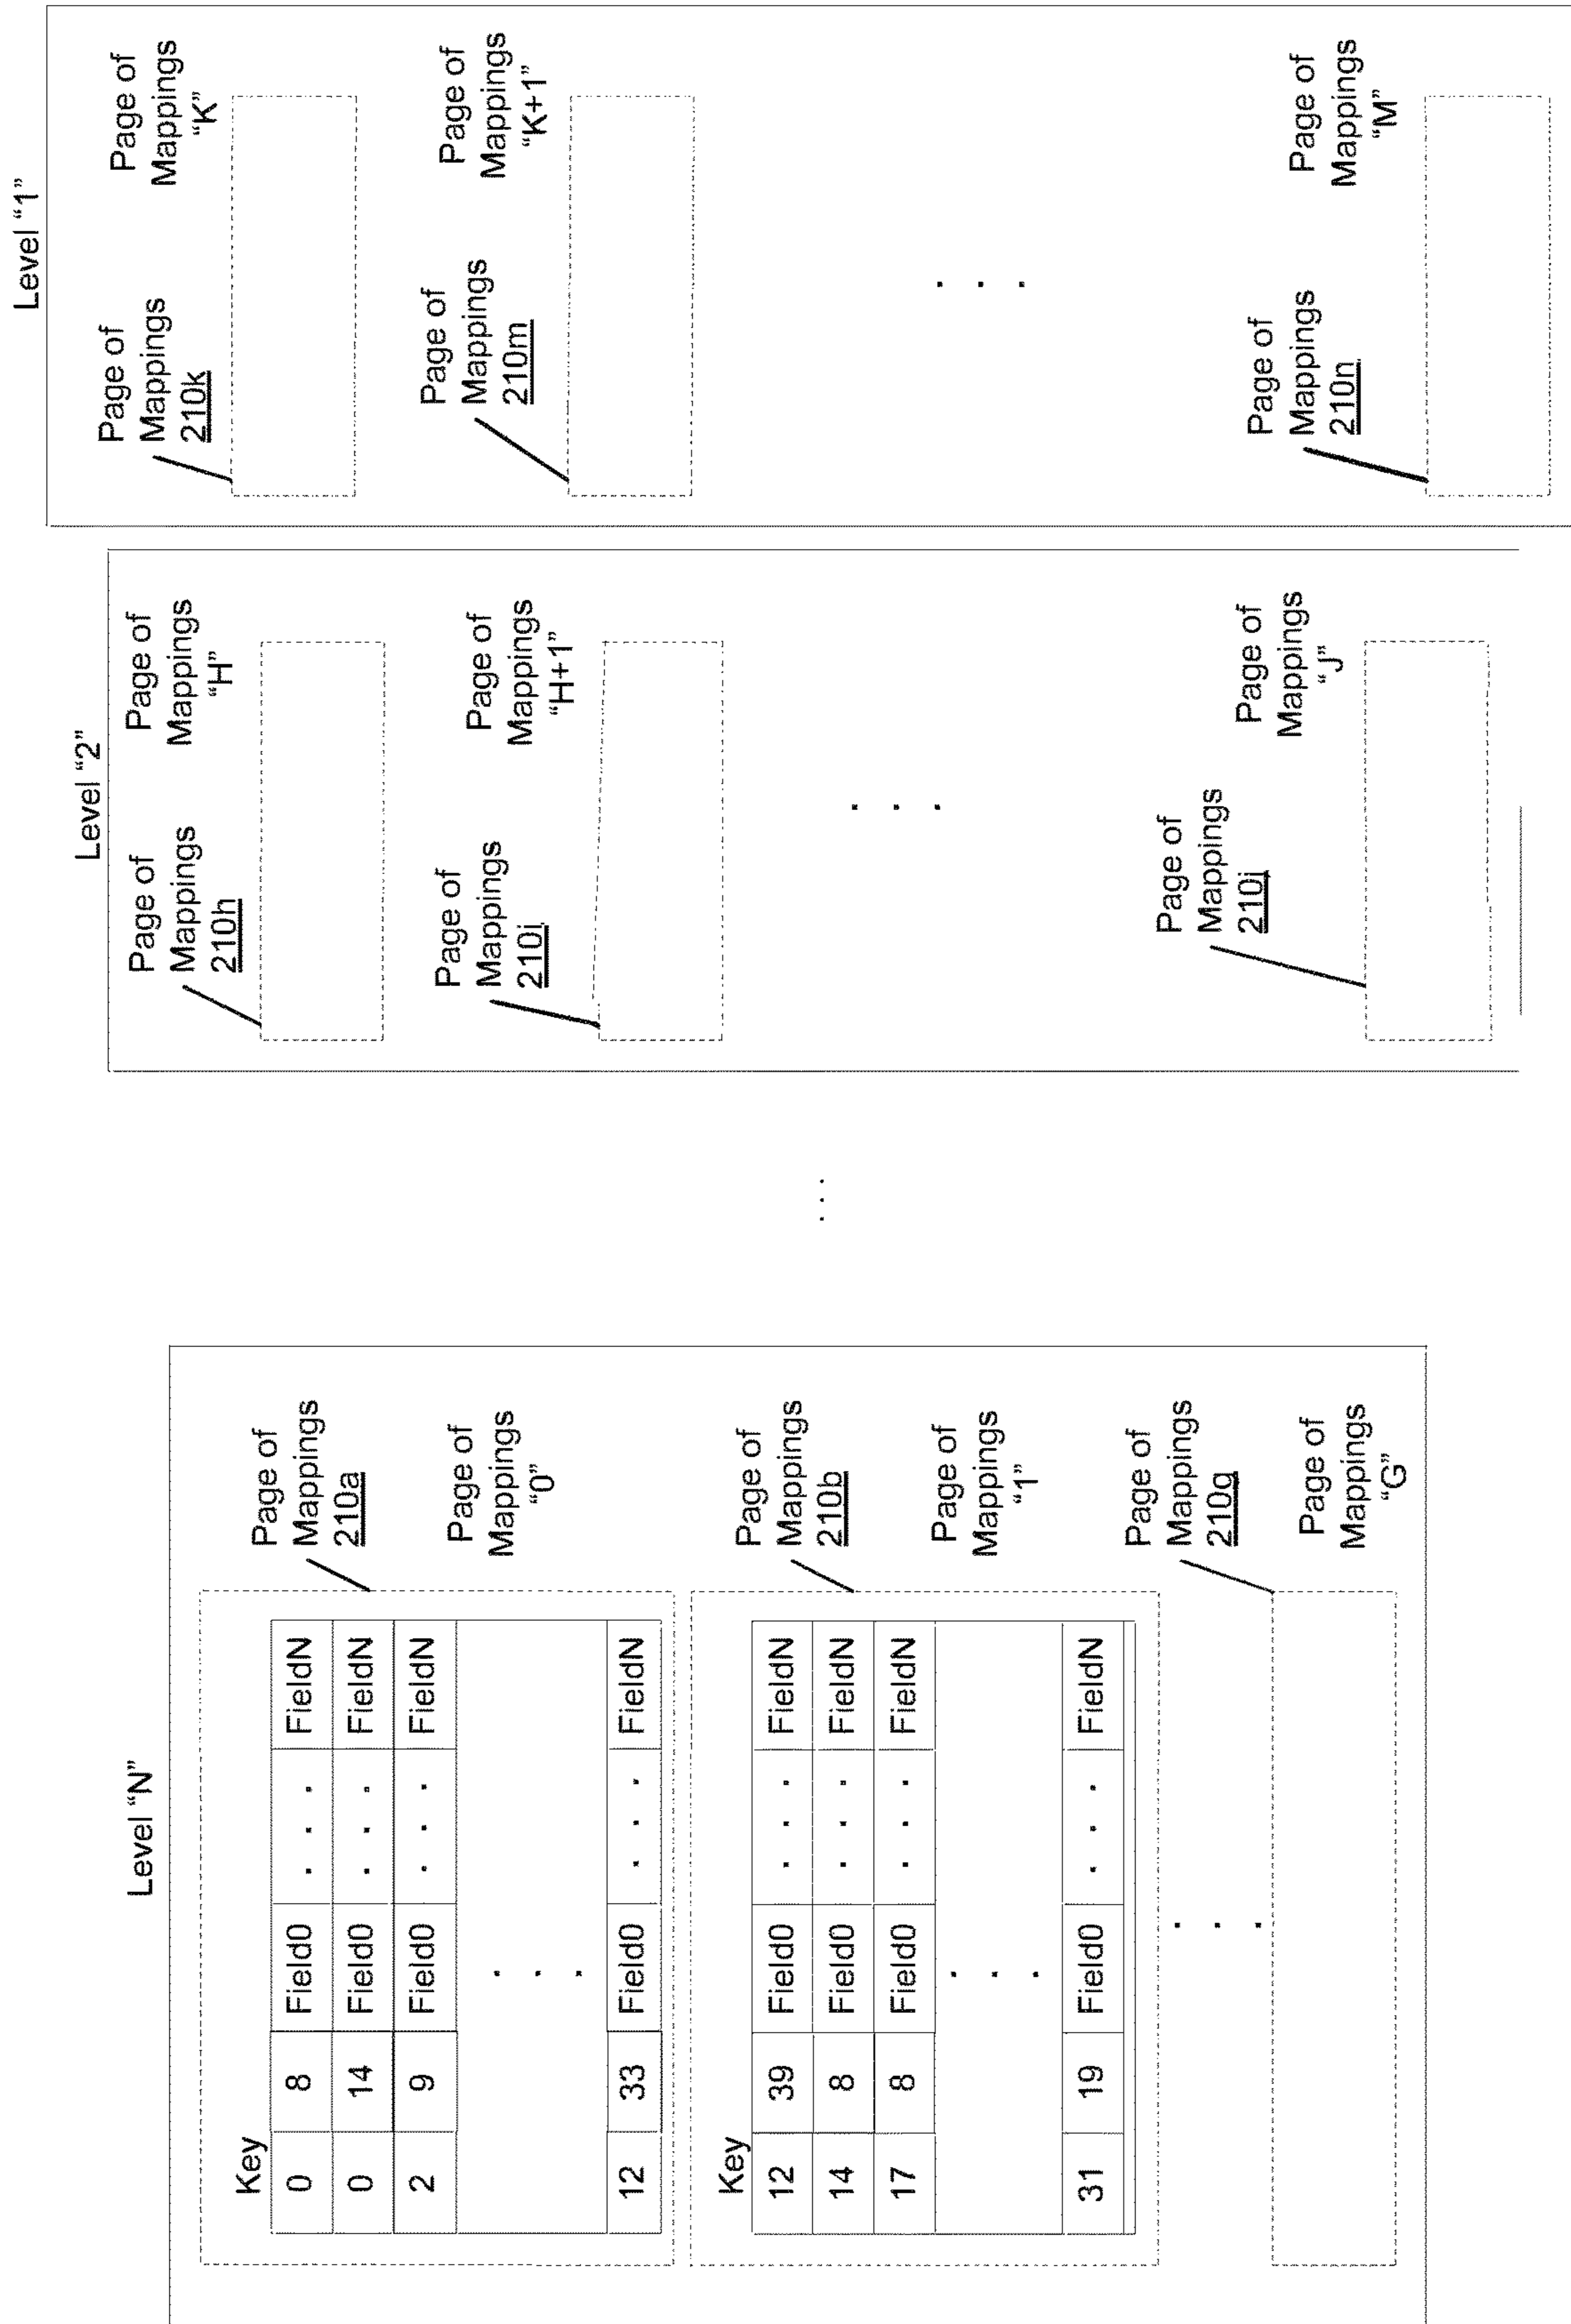 Level “N”
Key
0 8 Field0 . . . FieldN
0 14 Field0 . . . FieldN
2 9 Field0 . . . FieldN
. . .
12 33 Field0 . . . FieldN
Page of
Mappings
210a
Page of
Mappings
“0”
Key
12 39 Field0 . . . FieldN
14 8 Field0 . . . FieldN
17 8 Field0 . . . FieldN
. . .
31 19 Field0 . . . FieldN
Page of
Mappings
210b
Page of
Mappings
“1”
. . .
Page of
Mappings
210g
Page of
Mappings
“G”
. . .
Level “2”
Page of
Mappings
210h
Page of
Mappings
“H”
Page of
Mappings
210i
Page of
Mappings
“H+1”
. . .
Page of
Mappings
210j
Page of
Mappings
“J”
Level “1”
Page of
Mappings
210k
Page of
Mappings
“K”
Page of
Mappings
210m
Page of
Mappings
“K+1”
. . .
Page of
Mappings
210n
Page of
Mappings
“M”